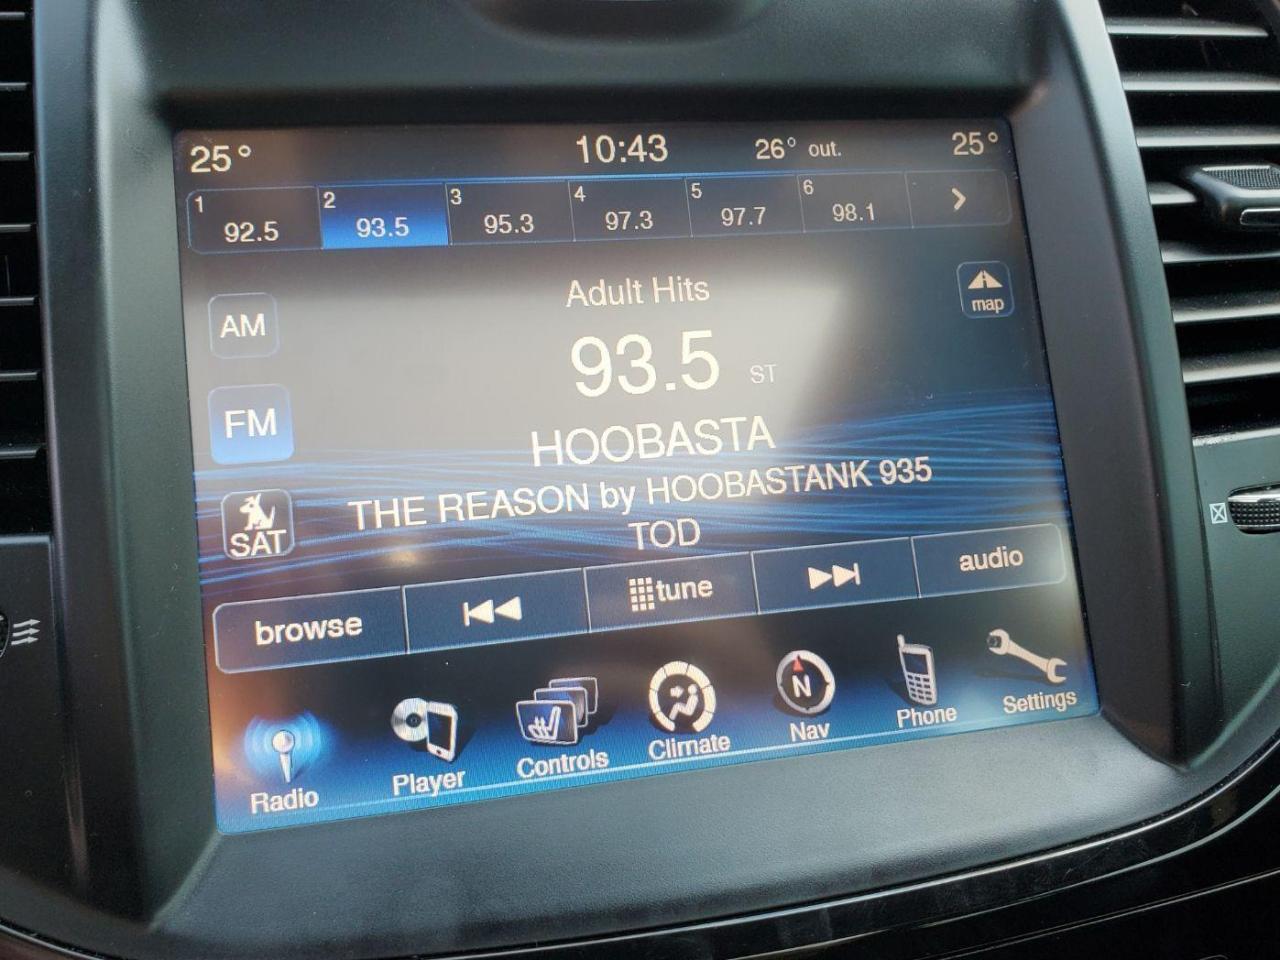 25° 10:43 26° out. 25°
1 92.5 2 93.5 3 95.3 4 97.3 5 97.7 6 98.1
Adult Hits
map
AM
93.5 ST
FM
HOOBASTA
THE REASON by HOOBASTANK 935
TOD
SAT
browse tune audio
N
Radio Player Controls Climate Nav Phone Settings